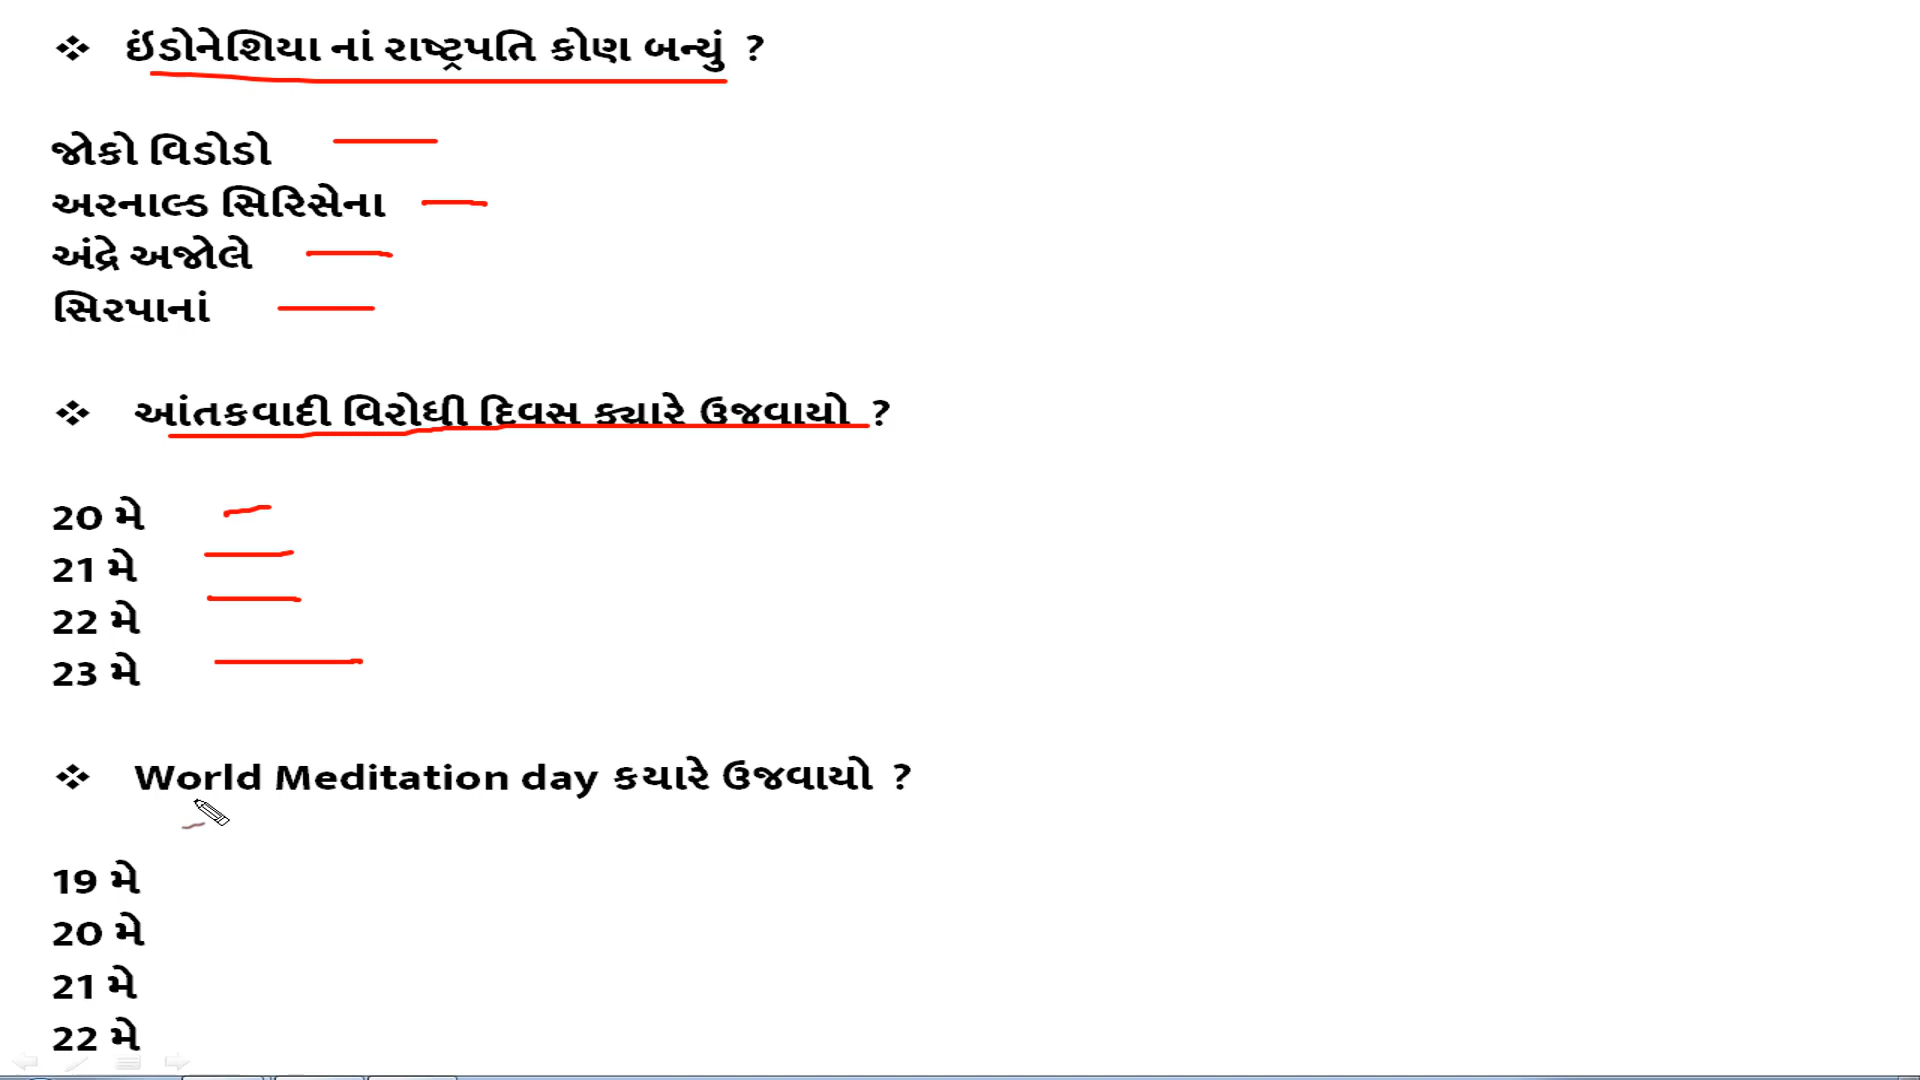 ❖ ઇંડોનેશિયા નાં રાષ્ટ્રપતિ કોણ બન્યું ?
જોકો વિડોડો
અરનાલ્ડ સિરિસેના
અંદ્રે અજોલે
સિરપાનાં
❖ આંતકવાદી વિરોધી દિવસ ક્યારે ઉજવાયો ?
20 મે
21 મે
22 મે
23 મે
❖ World Meditation day કયારે ઉજવાયો ?
19 મે
20 મે
21 મે
22 મે